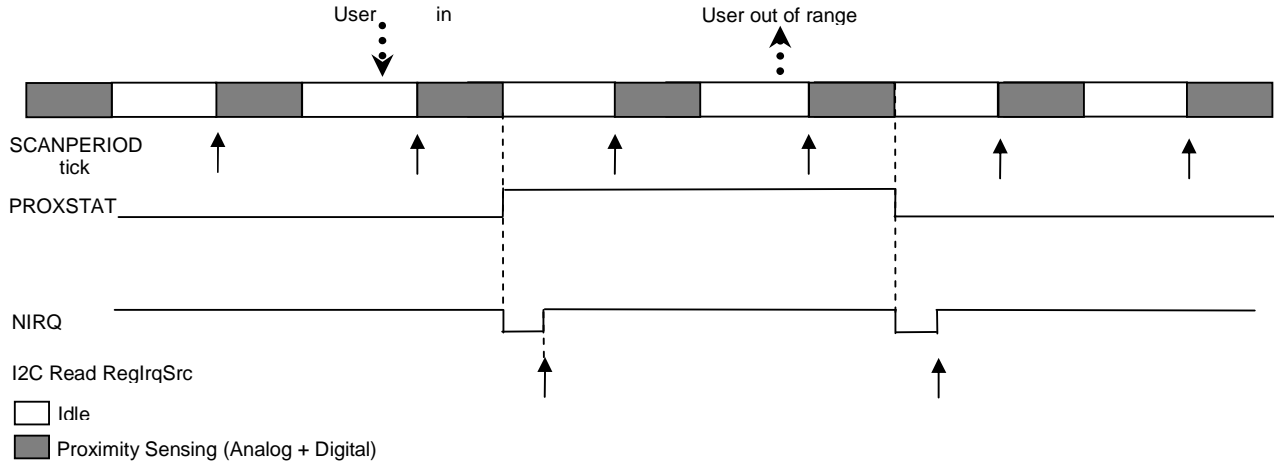 User in
User out of range
SCANPERIOD
tick
PROXSTAT
NIRQ
I2C Read RegIrqSrc
Idle
Proximity Sensing (Analog + Digital)